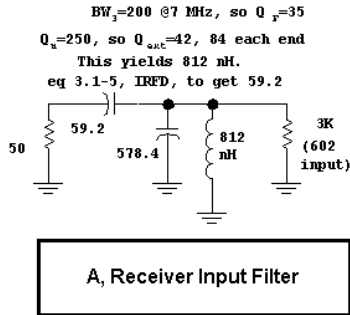 BW3=200 @7 MHz, so Q r=35
Qu=250, so Qext=42, 84 each end
This yields 812 nH.
eq 3.1-5, IRFD, to get 59.2
50
59.2
578.4
812
nH
3K
(602
input)
A, Receiver Input Filter